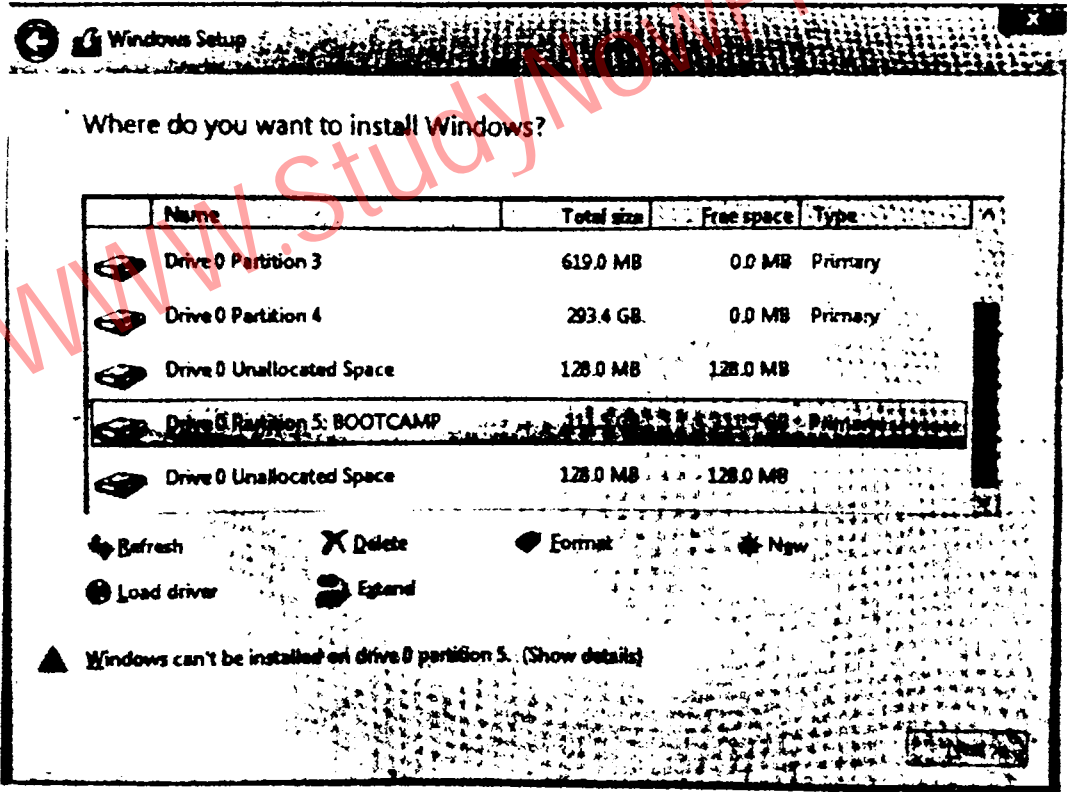 Windows Setup
X
Where do you want to install Windows?
Name Total size Free space Type
Drive 0 Partition 3 619.0 MB 0.0 MB Primary
Drive 0 Partition 4 293.4 GB. 0.0 MB Primary
Drive 0 Unallocated Space 128.0 MB 128.0 MB
Drive 0 Partition 5: BOOTCAMP Primary
Drive 0 Unallocated Space 128.0 MB 128.0 MB
Refresh Delete Format New
Load driver Extend
Windows can't be installed on drive 0 partition 5. (Show details)
www.StudyNow